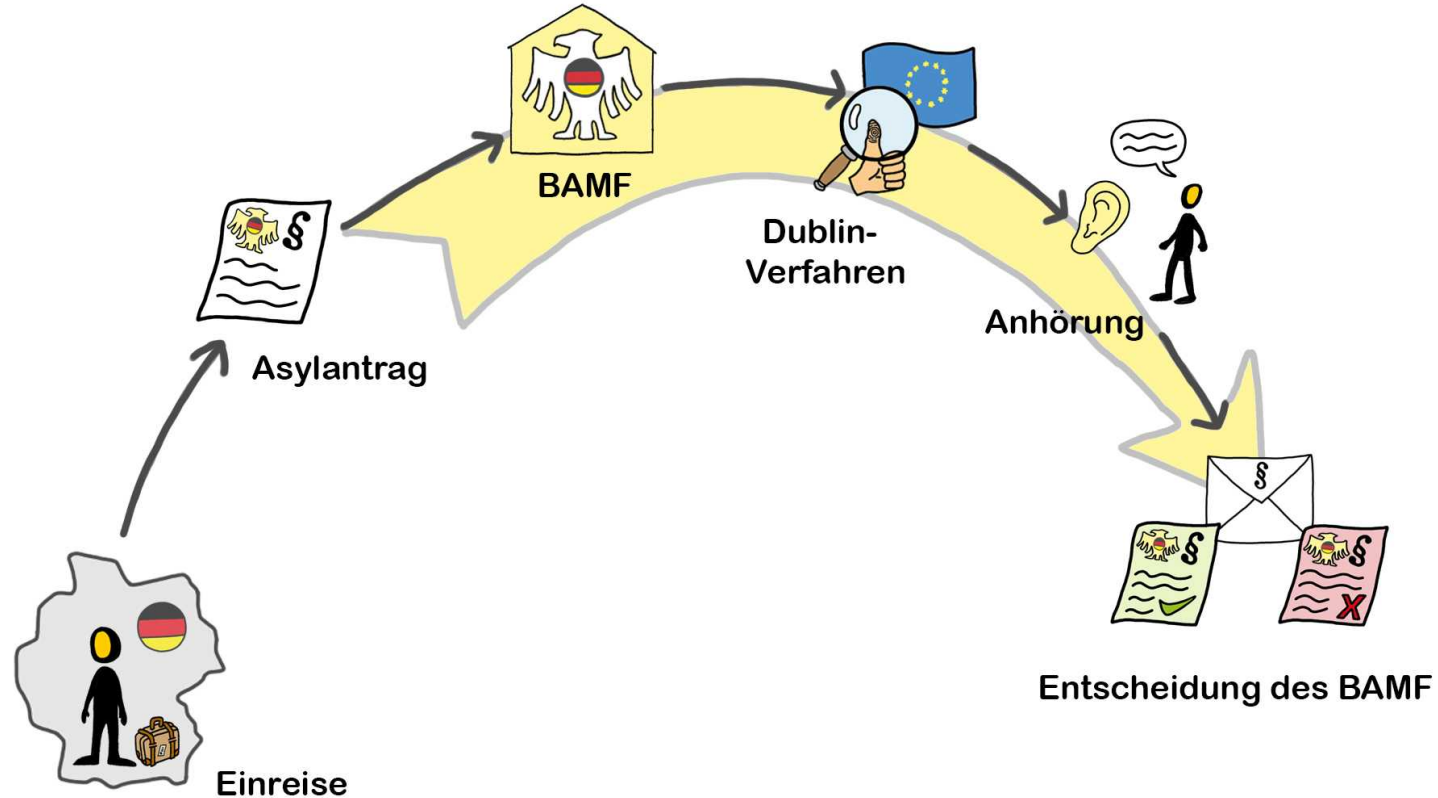 BAMF
Dublin-
Verfahren
§
Anhörung
Asylantrag
§
§
§
Entscheidung des BAMF
Einreise